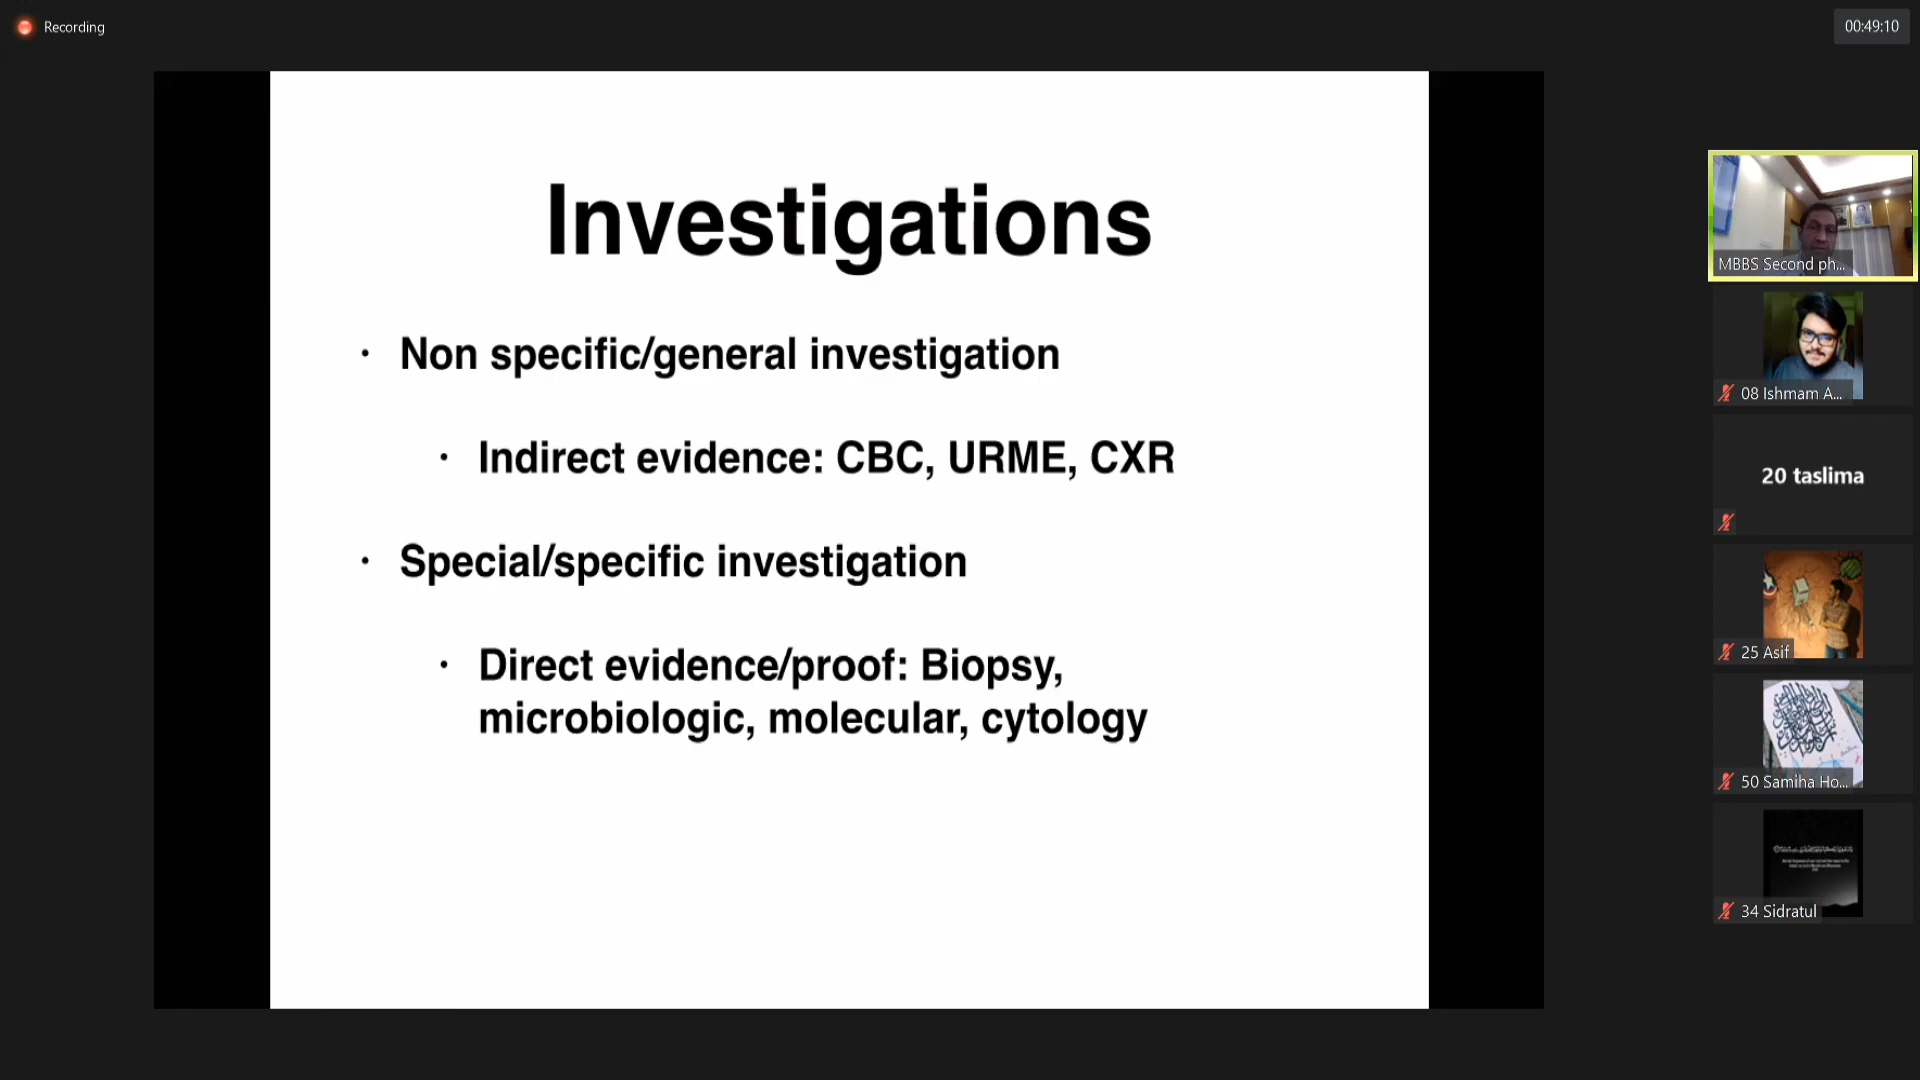 Recording
00:49:10
Investigations
• Non specific/general investigation
• Indirect evidence: CBC, URME, CXR
• Special/specific investigation
• Direct evidence/proof: Biopsy,
microbiologic, molecular, cytology
MBBS Second ph...
08 Ishmam A...
20 taslima
25 Asif
50 Samiha Ho...
34 Sidratul